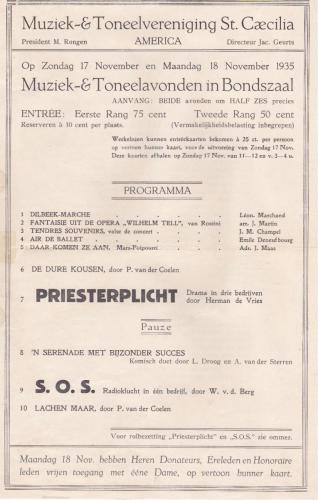 Muziek-& Toneelvereniging St. Cæcilia
President M. Rongen AMERICA Directeur Jac. Geurts
Op Zondag 17 November en Maandag 18 November 1935
Muziek-& Toneelavonden in Bondszaal
AANVANG: BEIDE avonden om HALF ZES precies
ENTRÉE: Eerste Rang 75 cent Tweede Rang 50 cent
Reserveren à 10 cent per plaats. (Vermakelijkheidsbelasting inbegrepen)
Werkelozen kunnen entréekaarten bekomen à 25 ct. per persoon
op vertoon hunner kaart, voor de uitvoering van Zondag 17 Nov.
Deze kaarten afhalen op Zondag 17 Nov. van 11—12 en v. 3—4 u.
PROGRAMMA
1 DILBEEK-MARCHE . . . . . Léon. Marchand
2 FANTAISIE UIT DE OPERA „WILHELM TELL", van Rossini arr. J. Martin
3 TENDRES SOUVENIRS, valse de concert . . . . J. M. Champel
4 AIR DE BALLET . . . . . Emile Deneufbourg
5 DAAR KOMEN ZE AAN. Mars-Potpourri . . . Adr. J. Maas
6 DE DURE KOUSEN, door P. van der Coelen
7 PRIESTERPLICHT Drama in drie bedrijven
door Herman de Vries
Pauze
8 'N SERENADE MET BIJZONDER SUCCES
Komisch duet door L. Droog en A. van der Sterren
9 S.O.S. Radioklucht in één bedrijf, door W. v. d. Berg
10 LACHEN MAAR, door P. van der Coelen
Voor rolbezetting „Priesterplicht" en „S.O.S." zie ommez.
Maandag 18 Nov. hebben Heren Donateurs, Ereleden en Honoraire
leden vrijen toegang met ééne Dame, op vertoon hunner kaart.